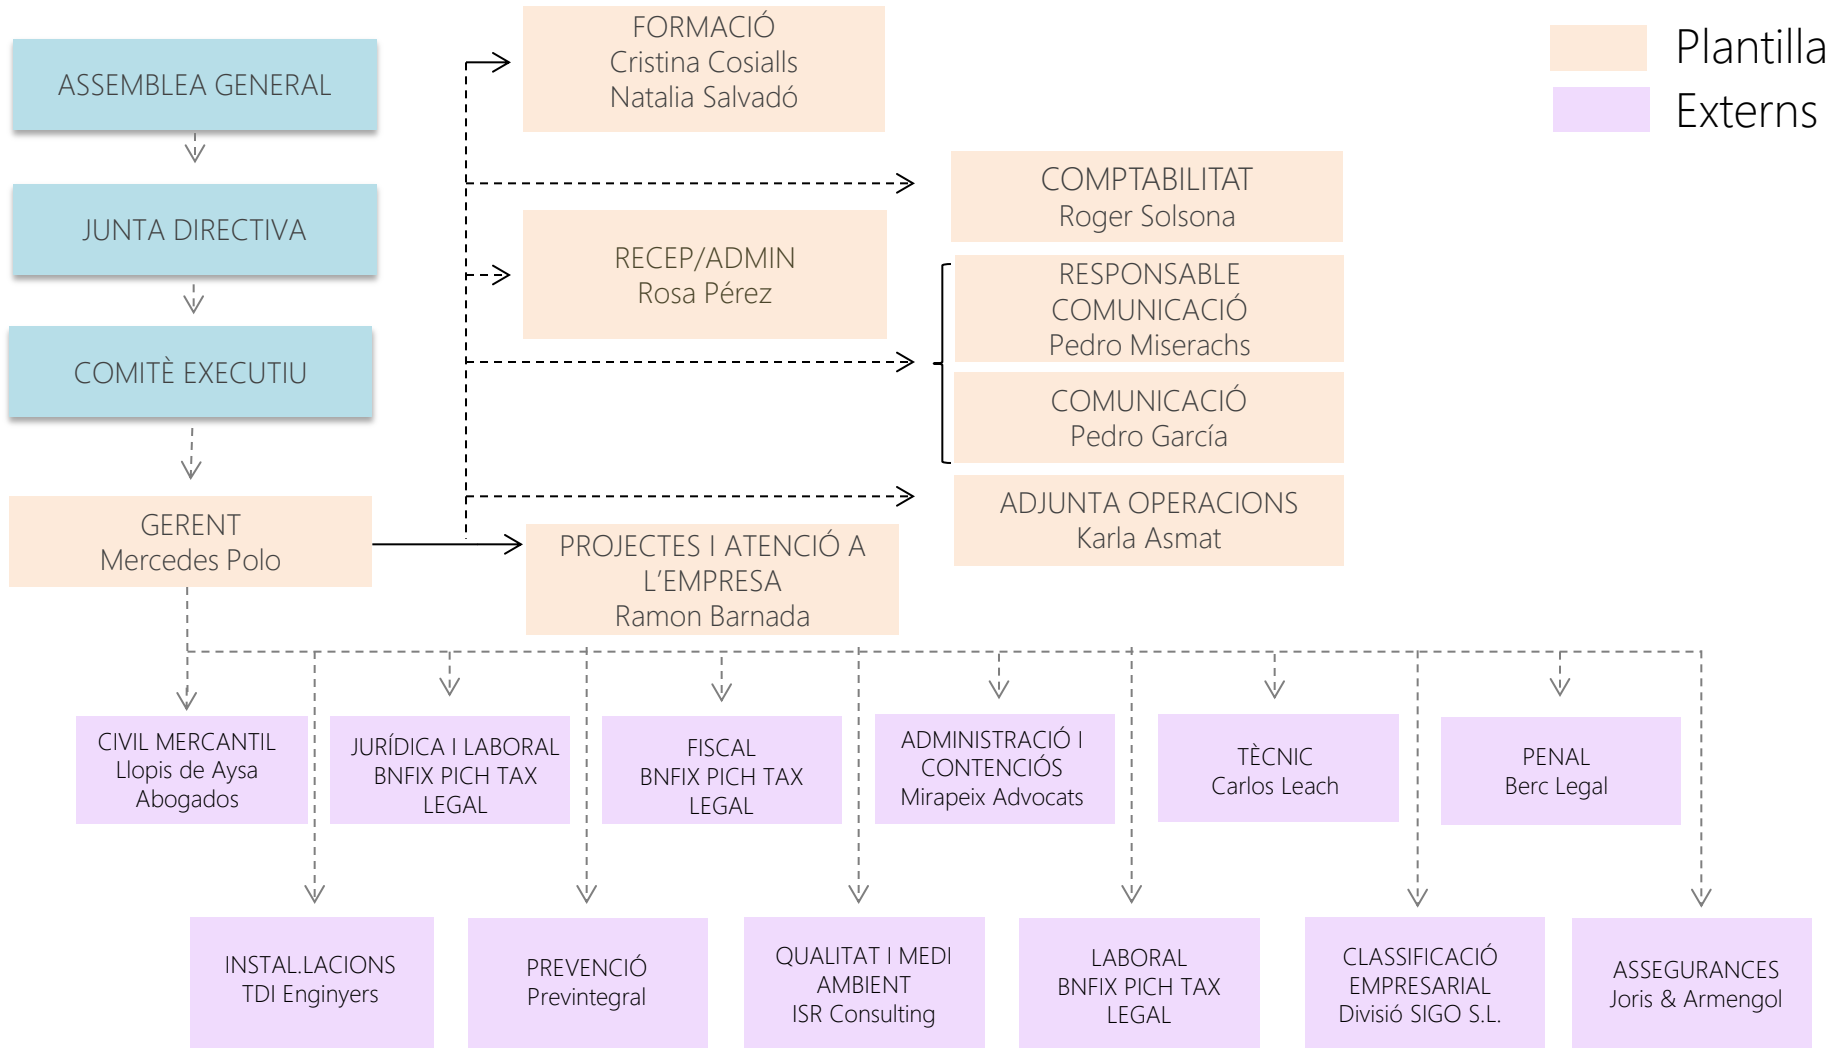 ASSEMBLEA GENERAL
JUNTA DIRECTIVA
COMITÈ EXECUTIU
GERENT
Mercedes Polo
FORMACIÓ
Cristina Cosialls
Natalia Salvadó
RECEP/ADMIN
Rosa Pérez
PROJECTES I ATENCIÓ A
L’EMPRESA
Ramon Barnada
COMPTABILITAT
Roger Solsona
RESPONSABLE
COMUNICACIÓ
Pedro Miserachs
COMUNICACIÓ
Pedro García
ADJUNTA OPERACIONS
Karla Asmat
Plantilla
Externs
CIVIL MERCANTIL
Llopis de Aysa
Abogados
JURÍDICA I LABORAL
BNFIX PICH TAX
LEGAL
FISCAL
BNFIX PICH TAX
LEGAL
ADMINISTRACIÓ I
CONTENCIÓS
Mirapeix Advocats
TÈCNIC
Carlos Leach
PENAL
Berc Legal
INSTAL.LACIONS
TDI Enginyers
PREVENCIÓ
Previntegral
QUALITAT I MEDI
AMBIENT
ISR Consulting
LABORAL
BNFIX PICH TAX
LEGAL
CLASSIFICACIÓ
EMPRESARIAL
Divisió SIGO S.L.
ASSEGURANCES
Joris & Armengol